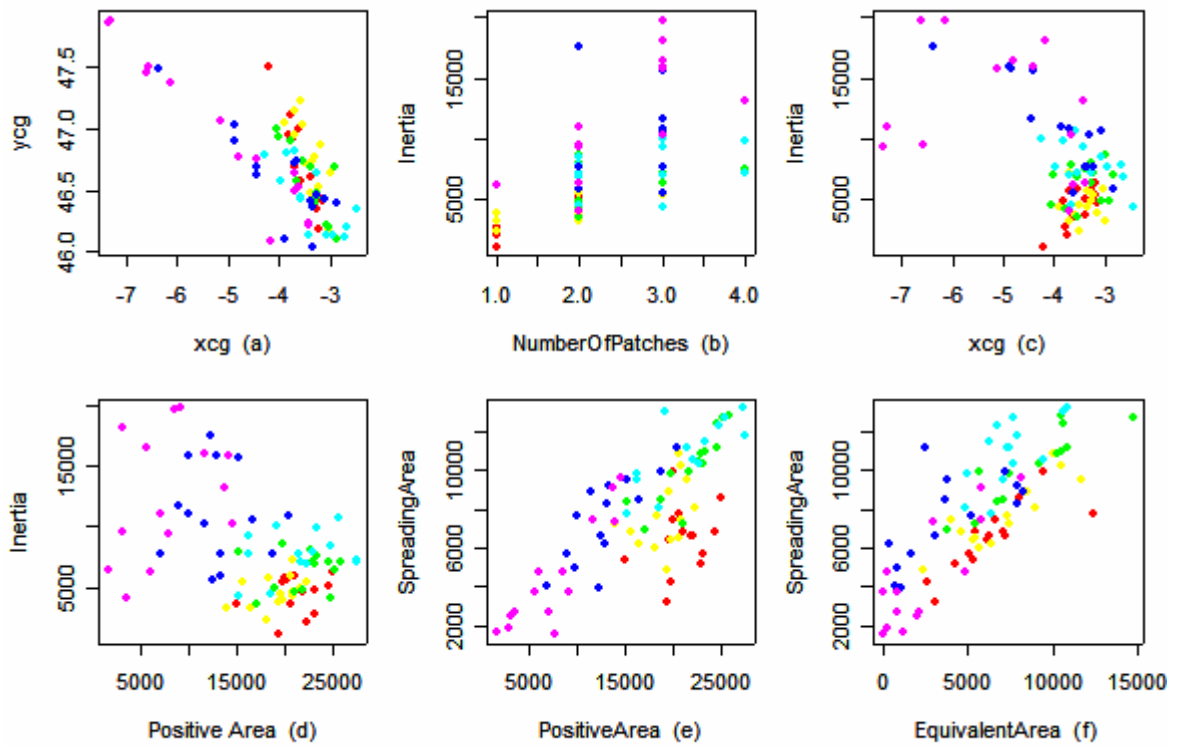 ycg
47.5
47.0
46.5
46.0
-7 -6 -5 -4 -3
xcg (a)
Inertia
15000
5000
1.0 2.0 3.0 4.0
NumberOfPatches (b)
Inertia
15000
5000
-7 -6 -5 -4 -3
xcg (c)
Inertia
15000
5000
5000 15000 25000
Positive Area (d)
SpreadingArea
10000
6000
2000
5000 15000 25000
PositiveArea (e)
SpreadingArea
10000
6000
2000
0 5000 10000 15000
EquivalentArea (f)